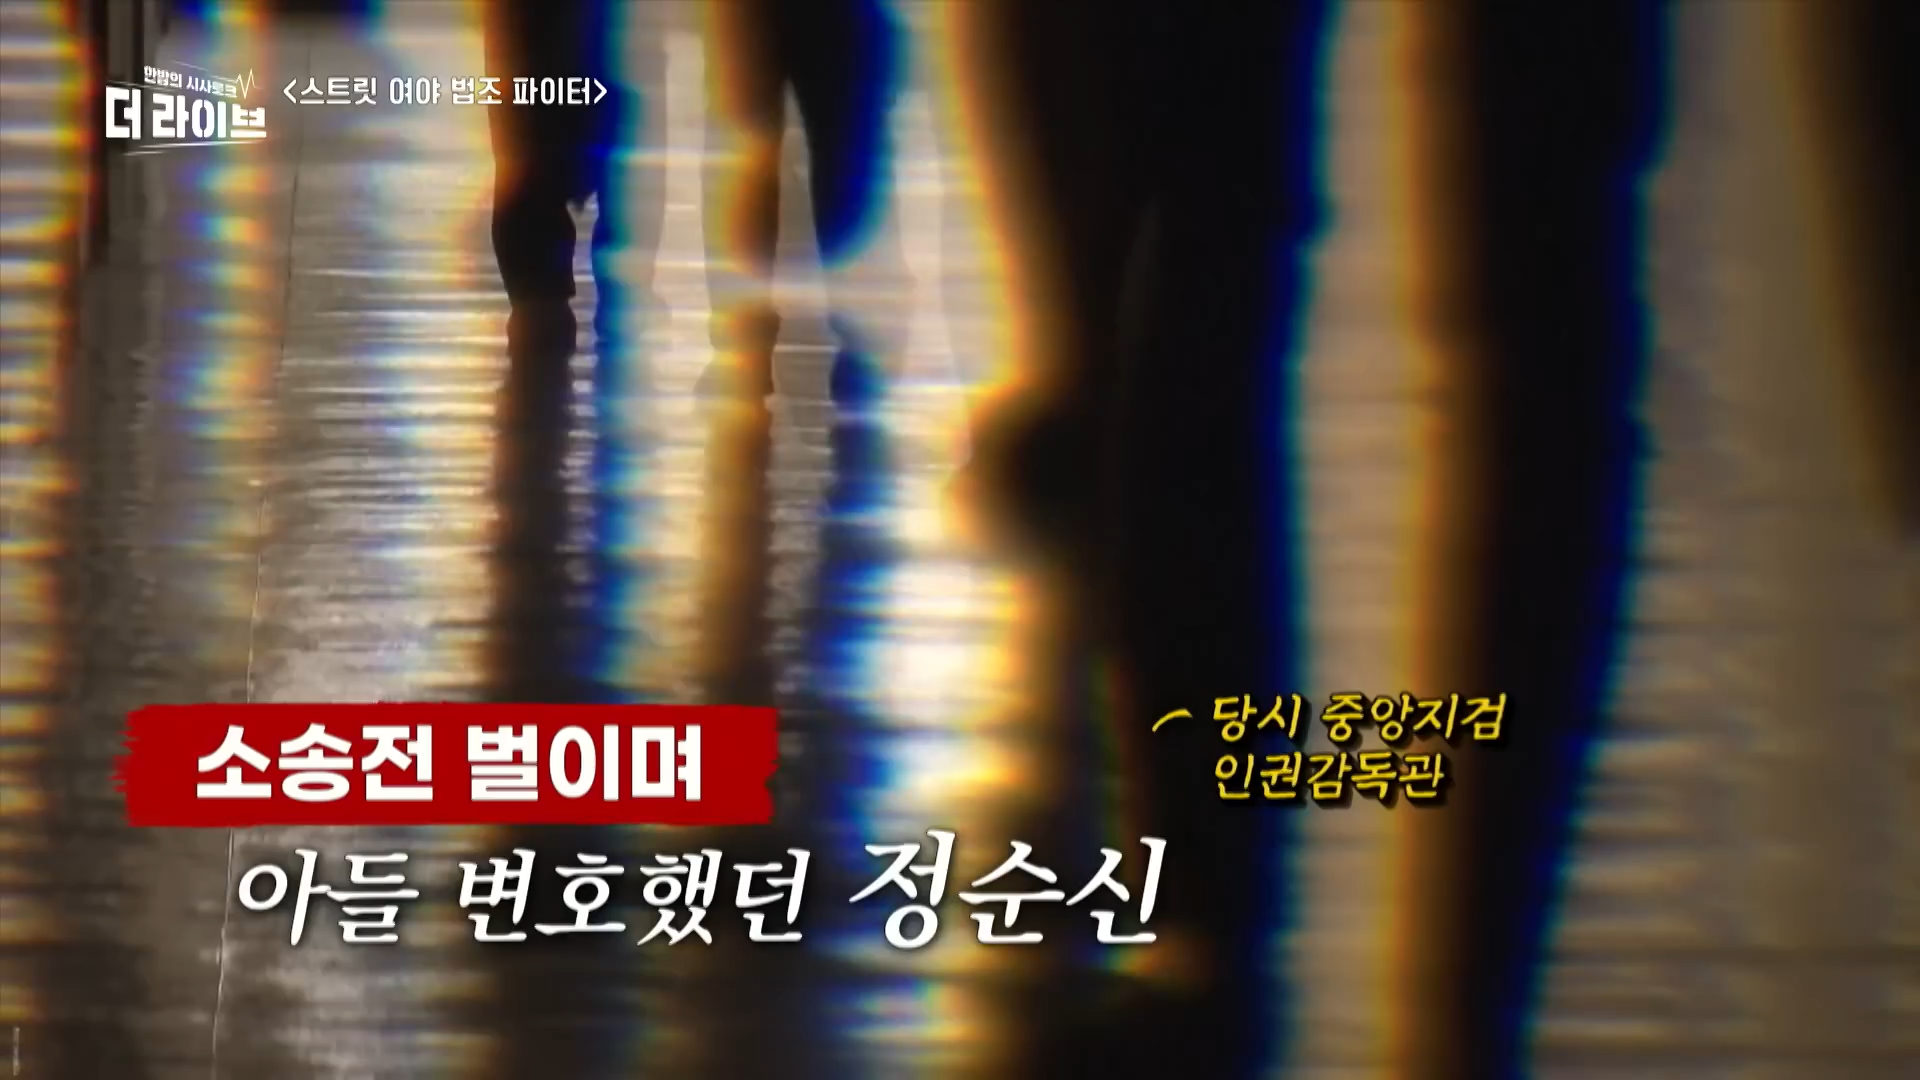 한밤의 시사토크
더 라이브
<스트릿 여야 법조 파이터>
당시 중앙지검
인권감독관
소송전 벌이며
아들 변호했던 정순신